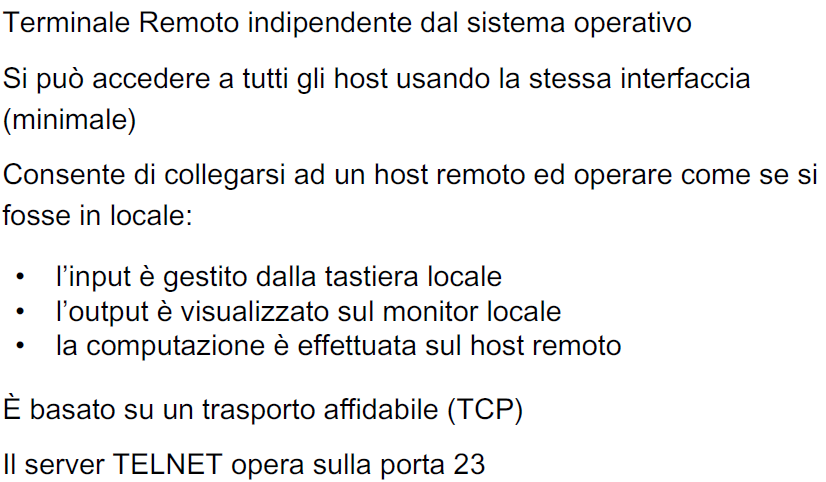 Terminale Remoto indipendente dal sistema operativo
Si può accedere a tutti gli host usando la stessa interfaccia
(minimale)
Consente di collegarsi ad un host remoto ed operare come se si
fosse in locale:
• l’input è gestito dalla tastiera locale
• l’output è visualizzato sul monitor locale
• la computazione è effettuata sul host remoto
È basato su un trasporto affidabile (TCP)
Il server TELNET opera sulla porta 23